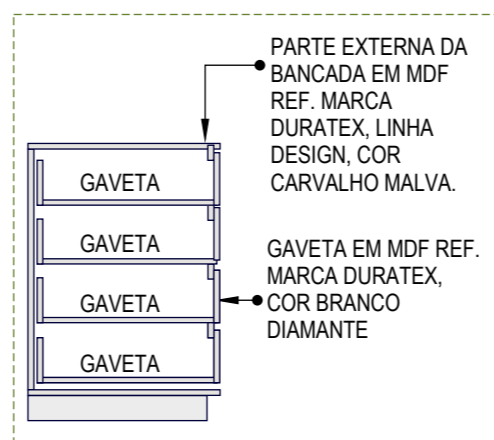 PARTE EXTERNA DA
BANCADA EM MDF
REF. MARCA
DURATEX, LINHA
DESIGN, COR
CARVALHO MALVA.
GAVETA
GAVETA
GAVETA EM MDF REF.
MARCA DURATEX,
COR BRANCO
DIAMANTE
GAVETA
GAVETA